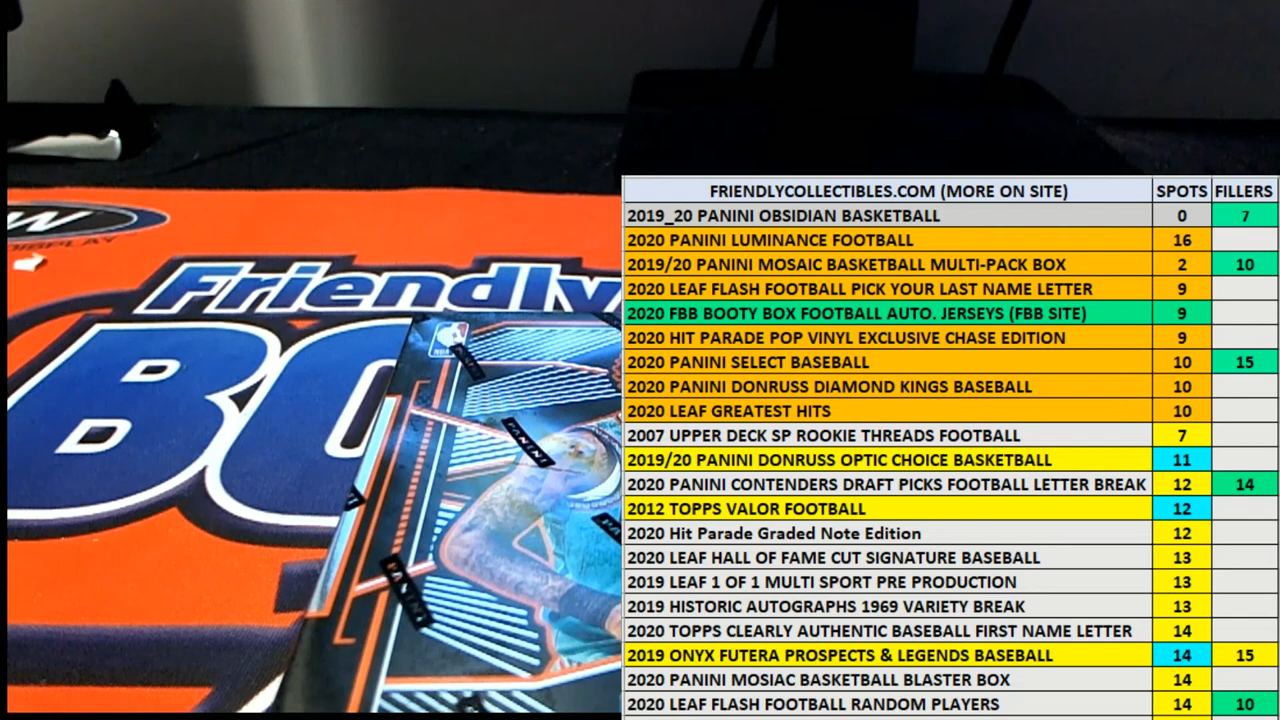 W
DISPLAY
Friendly
BO
NBA
PANINI
PANINI
FRIENDLYCOLLECTIBLES.COM (MORE ON SITE) SPOTS FILLERS
2019_20 PANINI OBSIDIAN BASKETBALL 0 7
2020 PANINI LUMINANCE FOOTBALL 16
2019/20 PANINI MOSAIC BASKETBALL MULTI-PACK BOX 2 10
2020 LEAF FLASH FOOTBALL PICK YOUR LAST NAME LETTER 9
2020 FBB BOOTY BOX FOOTBALL AUTO. JERSEYS (FBB SITE) 9
2020 HIT PARADE POP VINYL EXCLUSIVE CHASE EDITION 9
2020 PANINI SELECT BASEBALL 10 15
2020 PANINI DONRUSS DIAMOND KINGS BASEBALL 10
2020 LEAF GREATEST HITS 10
2007 UPPER DECK SP ROOKIE THREADS FOOTBALL 7
2019/20 PANINI DONRUSS OPTIC CHOICE BASKETBALL 11
2020 PANINI CONTENDERS DRAFT PICKS FOOTBALL LETTER BREAK 12 14
2012 TOPPS VALOR FOOTBALL 12
2020 Hit Parade Graded Note Edition 12
2020 LEAF HALL OF FAME CUT SIGNATURE BASEBALL 13
2019 LEAF 1 OF 1 MULTI SPORT PRE PRODUCTION 13
2019 HISTORIC AUTOGRAPHS 1969 VARIETY BREAK 13
2020 TOPPS CLEARLY AUTHENTIC BASEBALL FIRST NAME LETTER 14
2019 ONYX FUTERA PROSPECTS & LEGENDS BASEBALL 14 15
2020 PANINI MOSIAC BASKETBALL BLASTER BOX 14
2020 LEAF FLASH FOOTBALL RANDOM PLAYERS 14 10